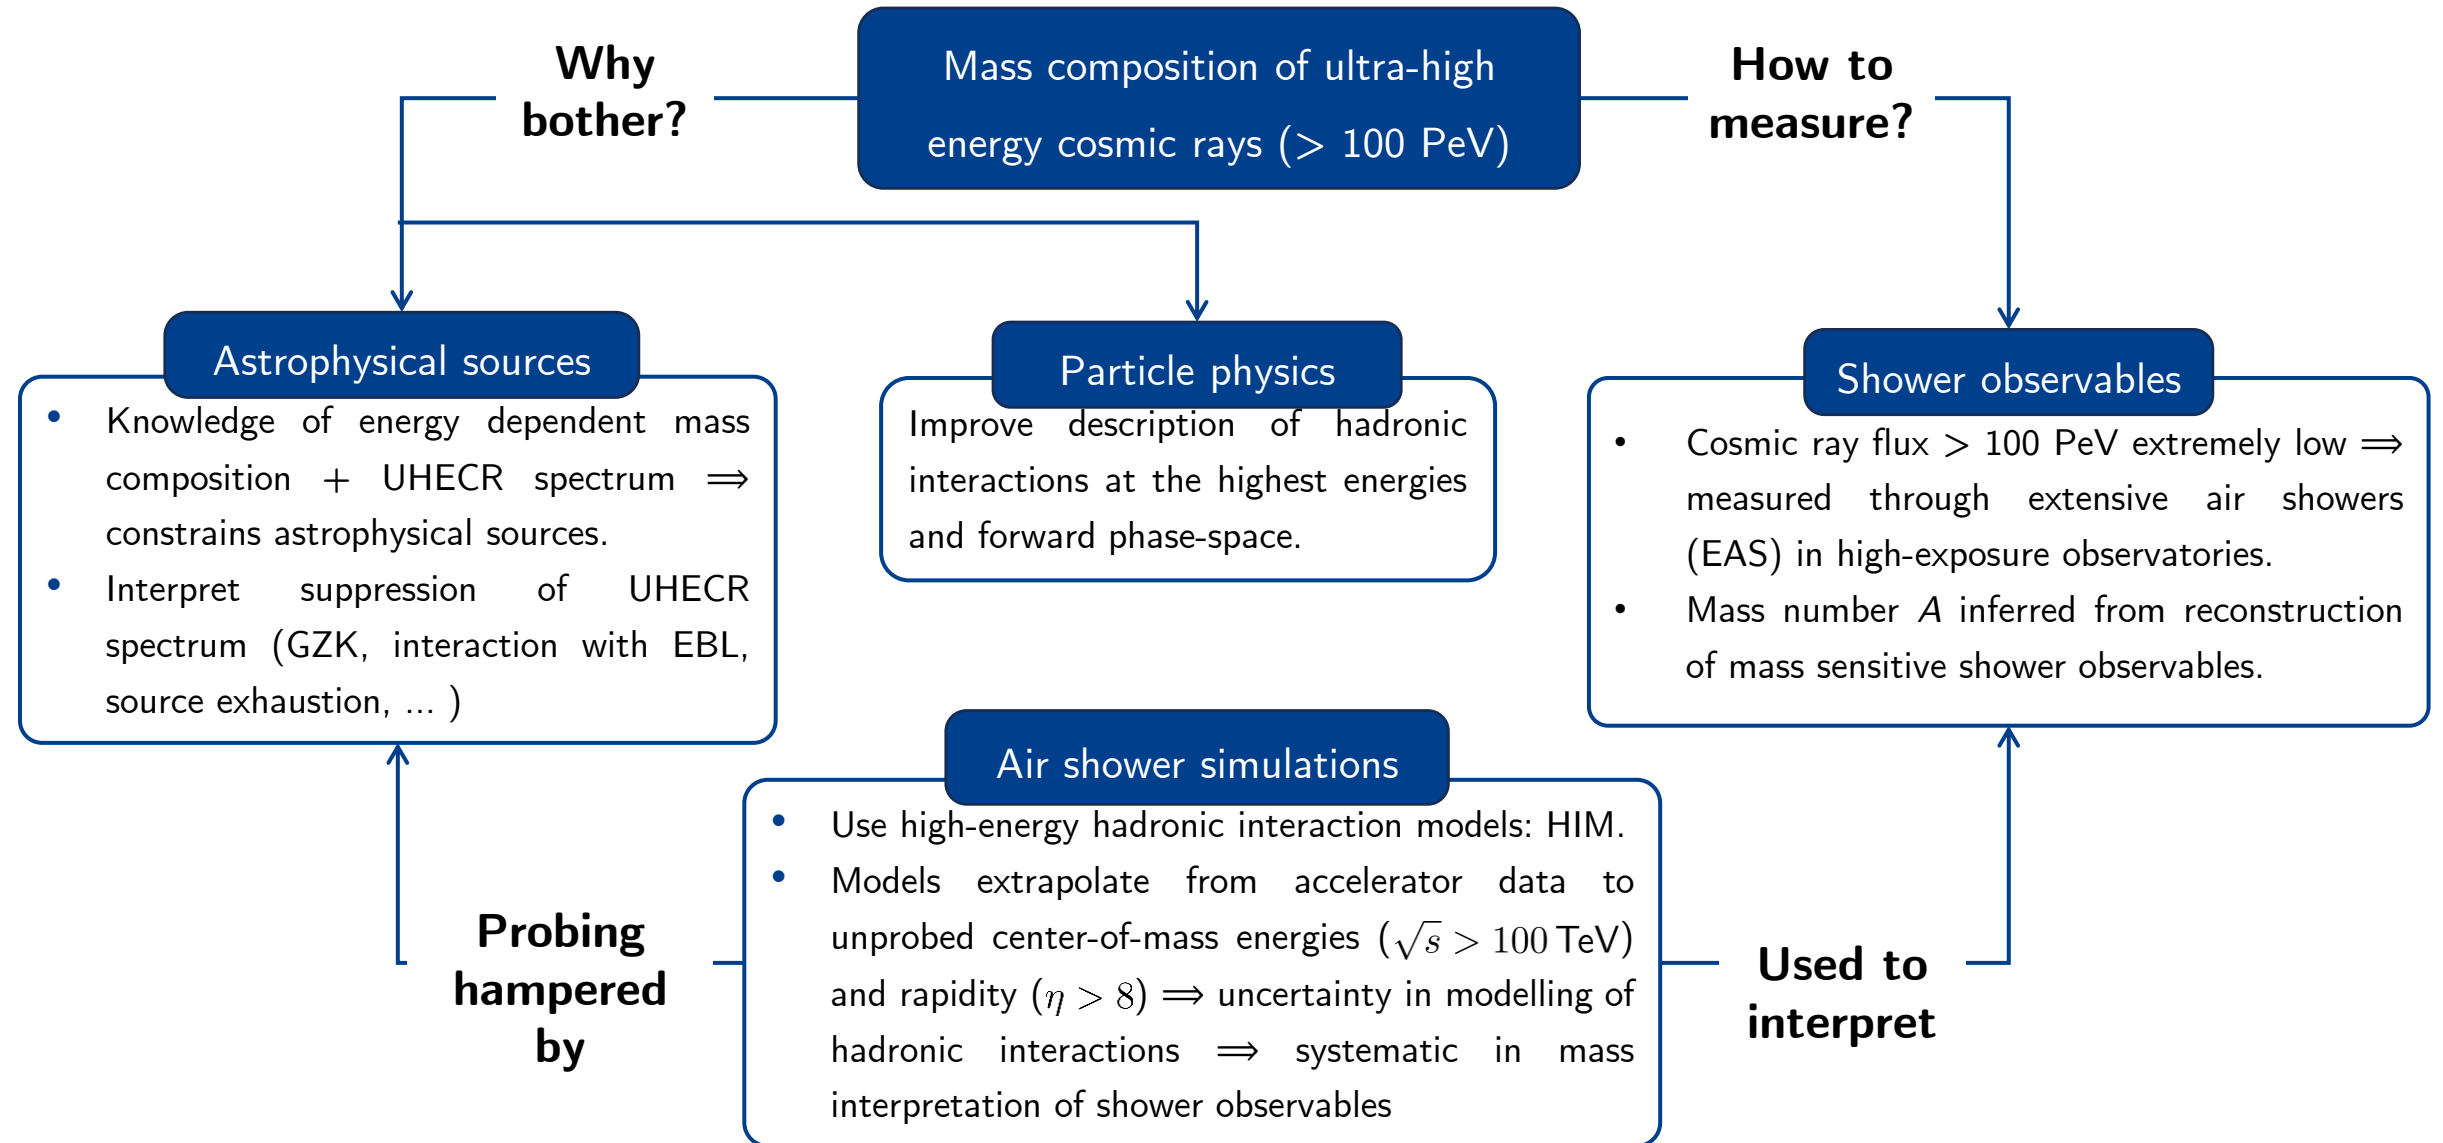 Why
bother?
Mass composition of ultra-high
energy cosmic rays (> 100 PeV)
How to
measure?
Astrophysical sources
• Knowledge of energy dependent mass
composition + UHECR spectrum ⟹
constrains astrophysical sources.
• Interpret suppression of UHECR
spectrum (GZK, interaction with EBL,
source exhaustion, ... )
Particle physics
Improve description of hadronic
interactions at the highest energies
and forward phase-space.
Shower observables
• Cosmic ray flux > 100 PeV extremely low ⟹
measured through extensive air showers
(EAS) in high-exposure observatories.
• Mass number A inferred from reconstruction
of mass sensitive shower observables.
Air shower simulations
• Use high-energy hadronic interaction models: HIM.
• Models extrapolate from accelerator data to
unprobed center-of-mass energies (√s > 100 TeV)
and rapidity (η > 8) ⟹ uncertainty in modelling of
hadronic interactions ⟹ systematic in mass
interpretation of shower observables
Probing
hampered
by
Used to
interpret